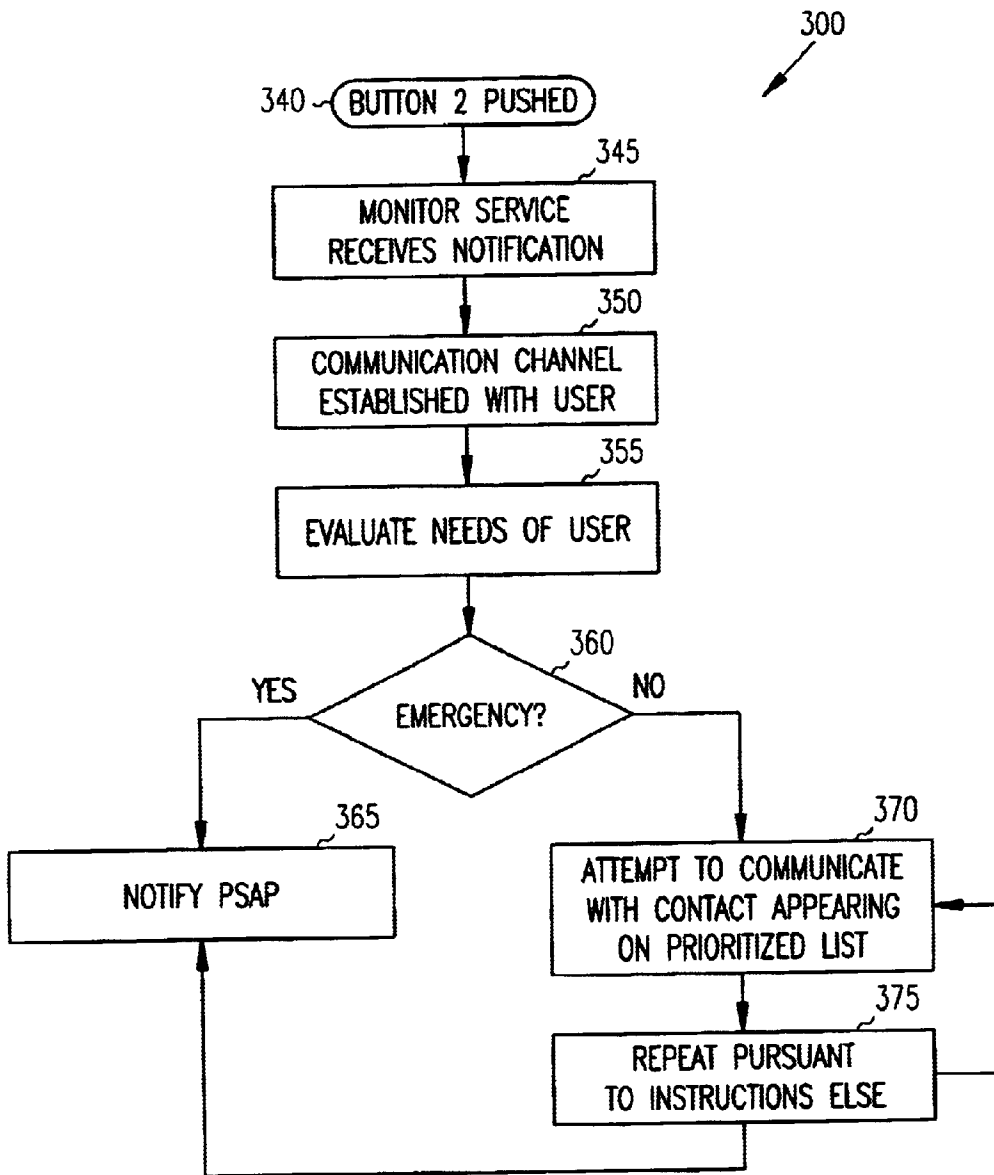 300
340
BUTTON 2 PUSHED
345
MONITOR SERVICE
RECEIVES NOTIFICATION
350
COMMUNICATION CHANNEL
ESTABLISHED WITH USER
355
EVALUATE NEEDS OF USER
360
YES
EMERGENCY?
NO
365
NOTIFY PSAP
370
ATTEMPT TO COMMUNICATE
WITH CONTACT APPEARING
ON PRIORITIZED LIST
375
REPEAT PURSUANT
TO INSTRUCTIONS ELSE